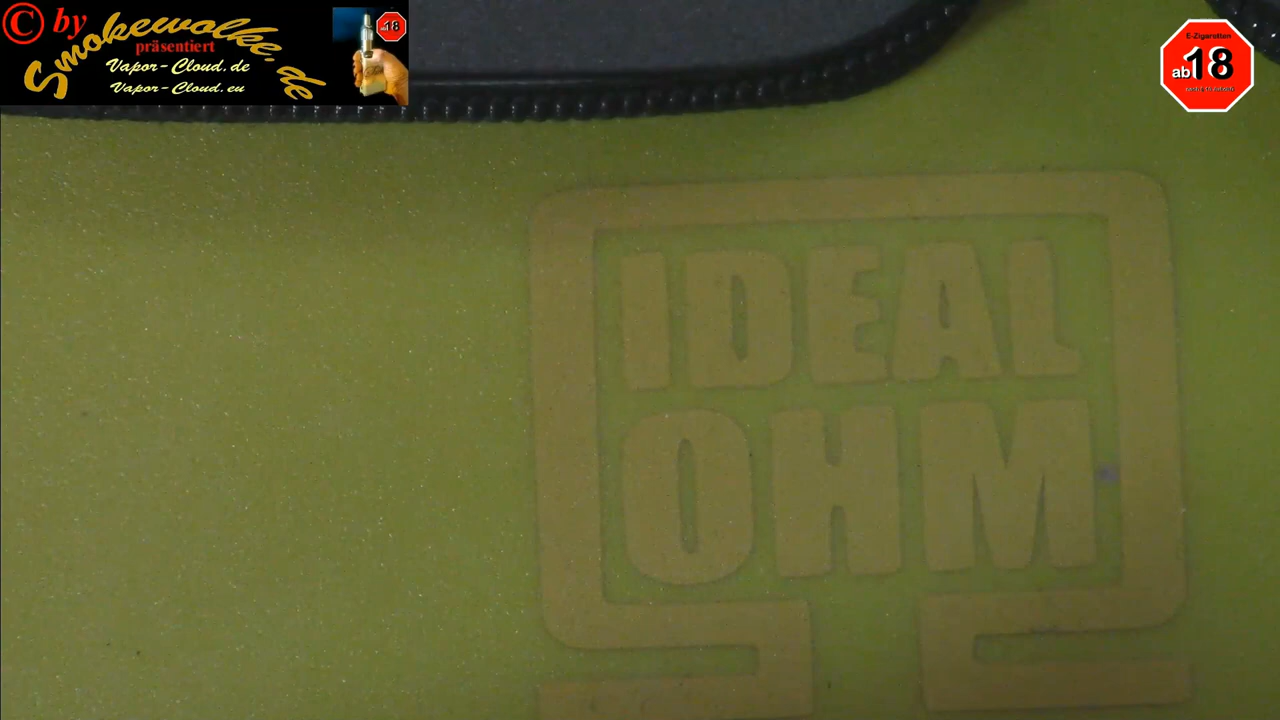 © by
Smokewolke.de
präsentiert
Vapor-Cloud.de
Vapor-Cloud.eu
18
E-Zigaretten
ab18
IDEAL
OHM